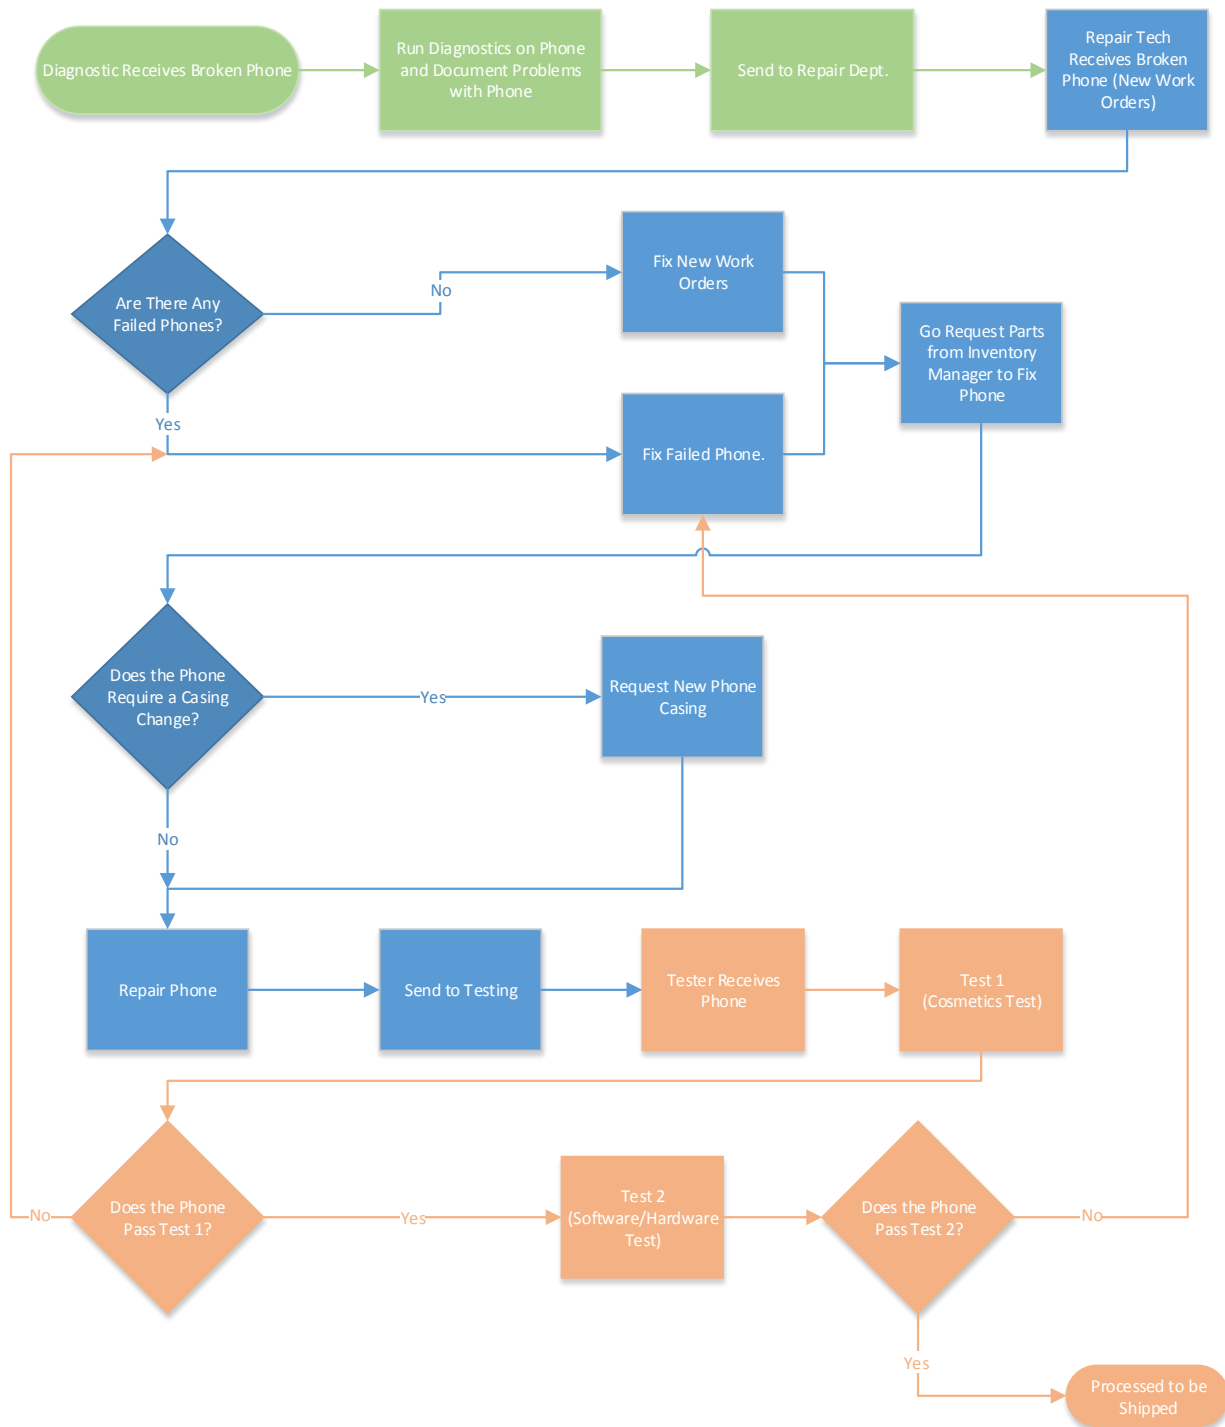 Diagnostic Receives Broken Phone
Run Diagnostics on Phone
and Document Problems
with Phone
Send to Repair Dept.
Repair Tech
Receives Broken
Phone (New Work
Orders)
Are There Any
Failed Phones?
No
Fix New Work
Orders
Go Request Parts
from Inventory
Manager to Fix
Phone
Yes
Fix Failed Phone.
Does the Phone
Require a Casing
Change?
Yes
Request New Phone
Casing
No
Repair Phone
Send to Testing
Tester Receives
Phone
Test 1
(Cosmetics Test)
No
Does the Phone
Pass Test 1?
Yes
Test 2
(Software/Hardware
Test)
Does the Phone
Pass Test 2?
No
Yes
Processed to be
Shipped